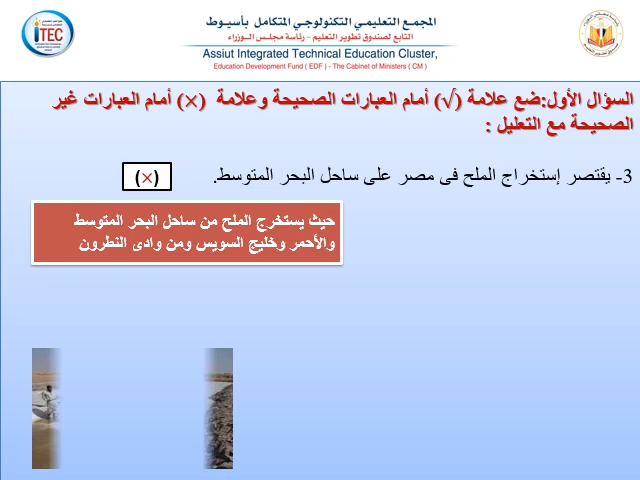 المجمع التعليمي التكنولوجي المتكامل بأسيوط
التابع لصندوق تطوير التعليم - رئاسة مجلس الوزراء
Assiut Integrated Technical Education Cluster,
Education Development Fund ( EDF ) - The Cabinet of Ministers ( CM )
iTEC
السؤال الأول:ضع علامة (√) أمام العبارات الصحيحة وعلامة (×) أمام العبارات غير
الصحيحة مع التعليل :
3- يقتصر إستخراج الملح فى مصر على ساحل البحر المتوسط.
(×)
حيث يستخرج الملح من ساحل البحر المتوسط
والأحمر وخليج السويس ومن وادى النطرون